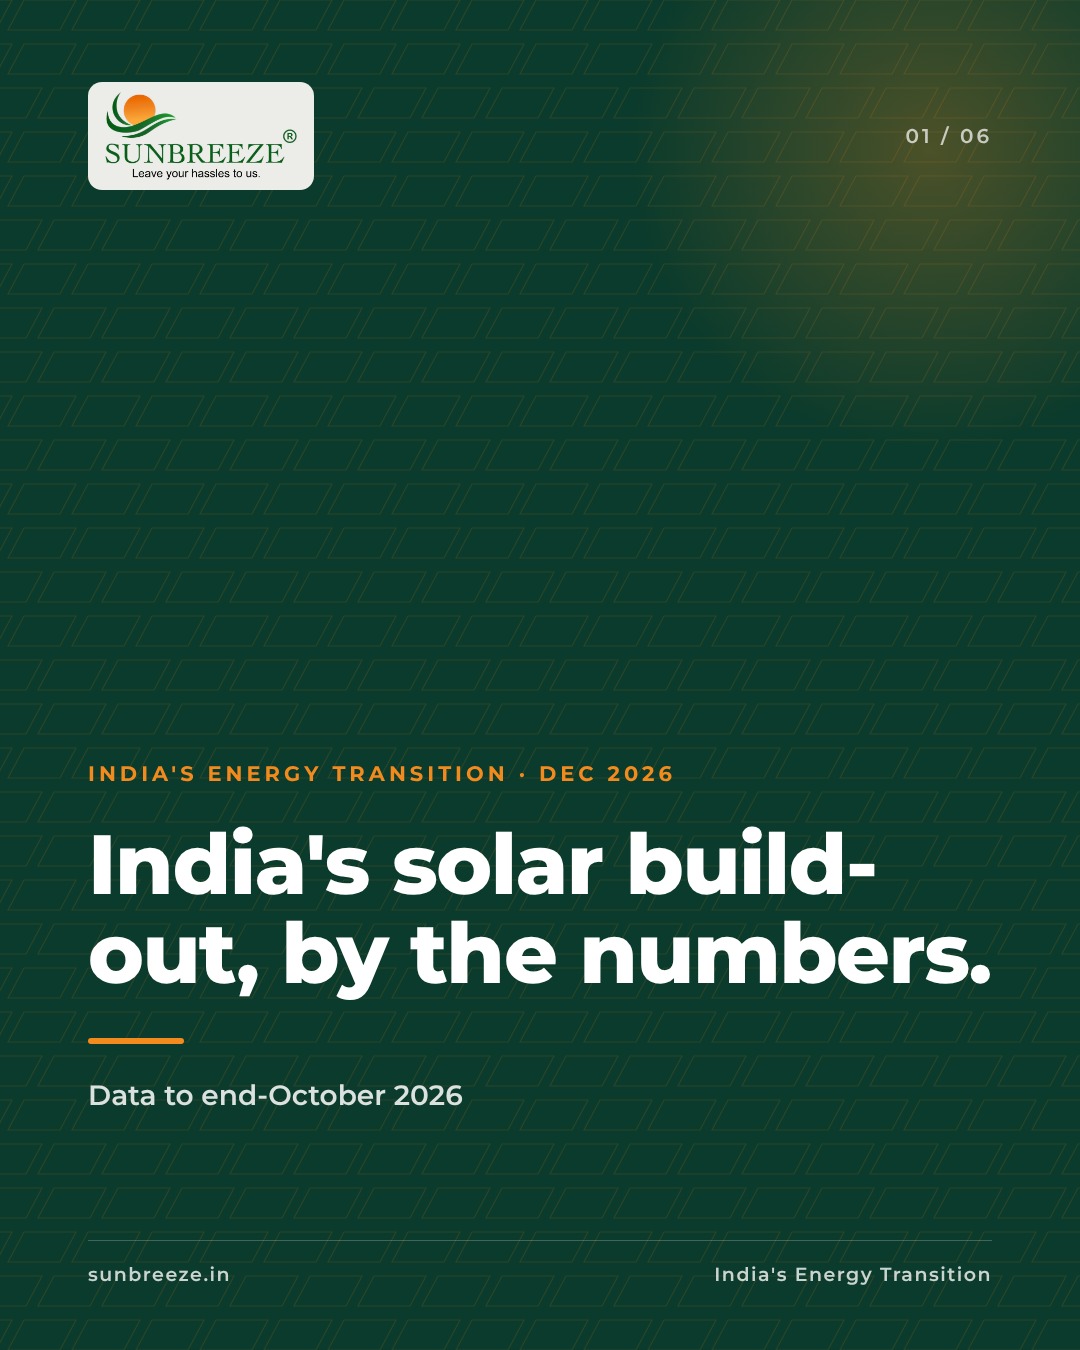 SUNBREEZE®
Leave your hassles to us.
01 / 06
INDIA'S ENERGY TRANSITION · DEC 2026
India's solar build-
out, by the numbers.
Data to end-October 2026
sunbreeze.in
India's Energy Transition